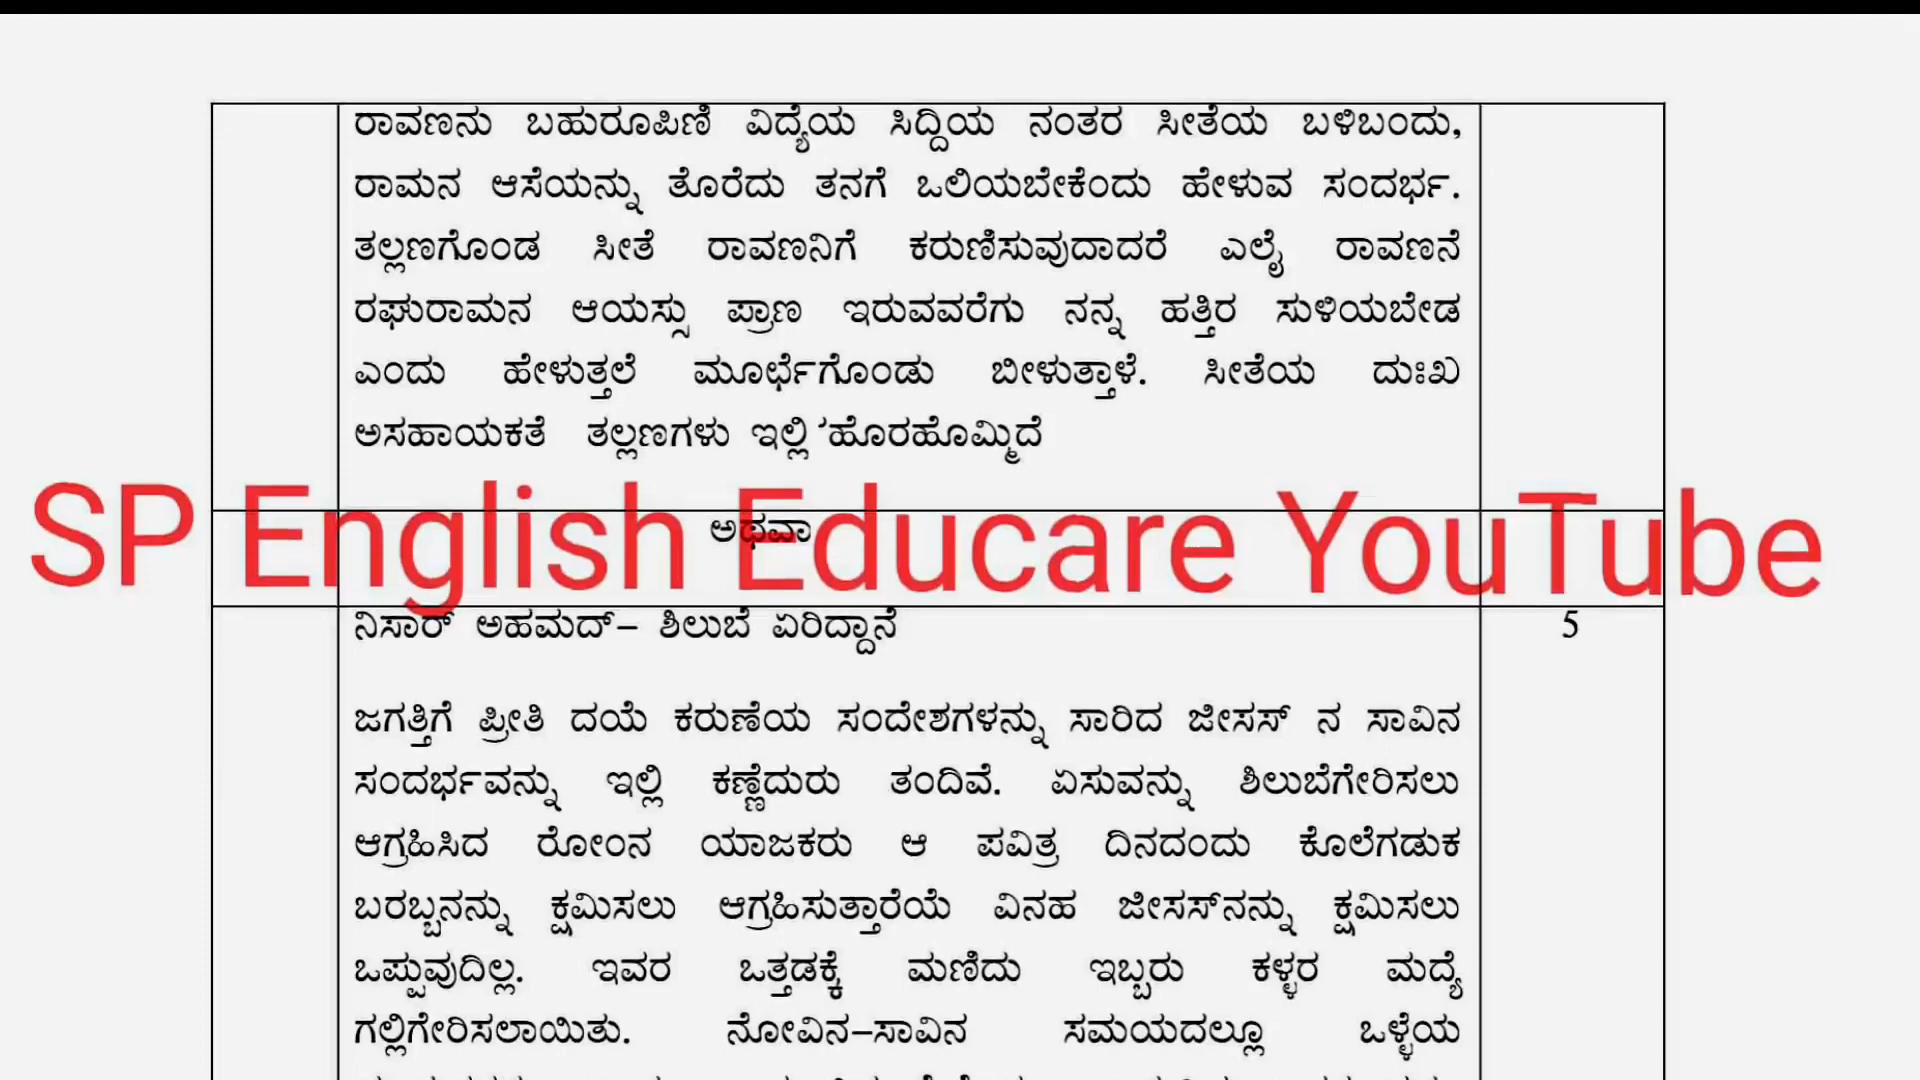 ರಾವಣನು ಬಹುರೂಪಿಣಿ ವಿದ್ಯೆಯ ಸಿದ್ದಿಯ ನಂತರ ಸೀತೆಯ ಬಳಿಬಂದು,
ರಾಮನ ಆಸೆಯನ್ನು ತೊರೆದು ತನಗೆ ಒಲಿಯಬೇಕೆಂದು ಹೇಳುವ ಸಂದರ್ಭ.
ತಲ್ಲಣಗೊಂಡ ಸೀತೆ ರಾವಣನಿಗೆ ಕರುಣಿಸುವುದಾದರೆ ಎಲೈ ರಾವಣನೆ
ರಘುರಾಮನ ಆಯಸ್ಸು ಪ್ರಾಣ ಇರುವವರೆಗು ನನ್ನ ಹತ್ತಿರ ಸುಳಿಯಬೇಡ
ಎಂದು ಹೇಳುತ್ತಲೆ ಮೂರ್ಛೆಗೊಂಡು ಬೀಳುತ್ತಾಳೆ. ಸೀತೆಯ ದುಃಖ
ಅಸಹಾಯಕತೆ ತಲ್ಲಣಗಳು ಇಲ್ಲಿ 'ಹೊರಹೊಮ್ಮಿದೆ
ಅಥವಾ
SP English Educare YouTube
ನಿಸಾರ್ ಅಹಮದ್– ಶಿಲುಬೆ ಏರಿದ್ದಾನೆ 5
ಜಗತ್ತಿಗೆ ಪ್ರೀತಿ ದಯೆ ಕರುಣೆಯ ಸಂದೇಶಗಳನ್ನು ಸಾರಿದ ಜೀಸಸ್ ನ ಸಾವಿನ
ಸಂದರ್ಭವನ್ನು ಇಲ್ಲಿ ಕಣ್ಣೆದುರು ತಂದಿವೆ. ಏಸುವನ್ನು ಶಿಲುಬೆಗೇರಿಸಲು
ಆಗ್ರಹಿಸಿದ ರೋಂನ ಯಾಜಕರು ಆ ಪವಿತ್ರ ದಿನದಂದು ಕೊಲೆಗಡುಕ
ಬರಬ್ಬನನ್ನು ಕ್ಷಮಿಸಲು ಆಗ್ರಹಿಸುತ್ತಾರೆಯೆ ವಿನಹ ಜೀಸಸ್‌ನನ್ನು ಕ್ಷಮಿಸಲು
ಒಪ್ಪುವುದಿಲ್ಲ. ಇವರ ಒತ್ತಡಕ್ಕೆ ಮಣಿದು ಇಬ್ಬರು ಕಳ್ಳರ ಮದ್ಯೆ
ಗಲ್ಲಿಗೇರಿಸಲಾಯಿತು. ನೋವಿನ–ಸಾವಿನ ಸಮಯದಲ್ಲೂ ಒಳ್ಳೆಯ